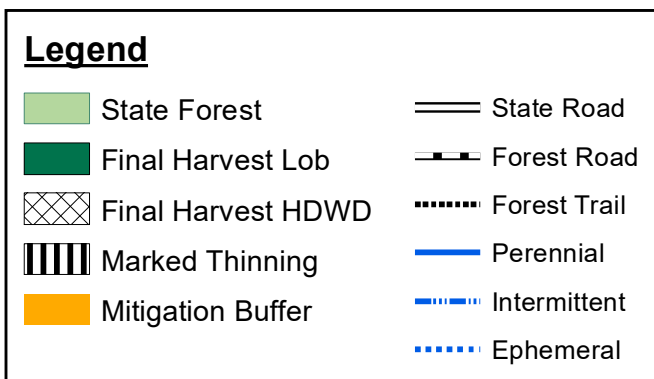 Legend
State Forest
Final Harvest Lob
Final Harvest HDWD
Marked Thinning
Mitigation Buffer
State Road
Forest Road
Forest Trail
Perennial
Intermittent
Ephemeral